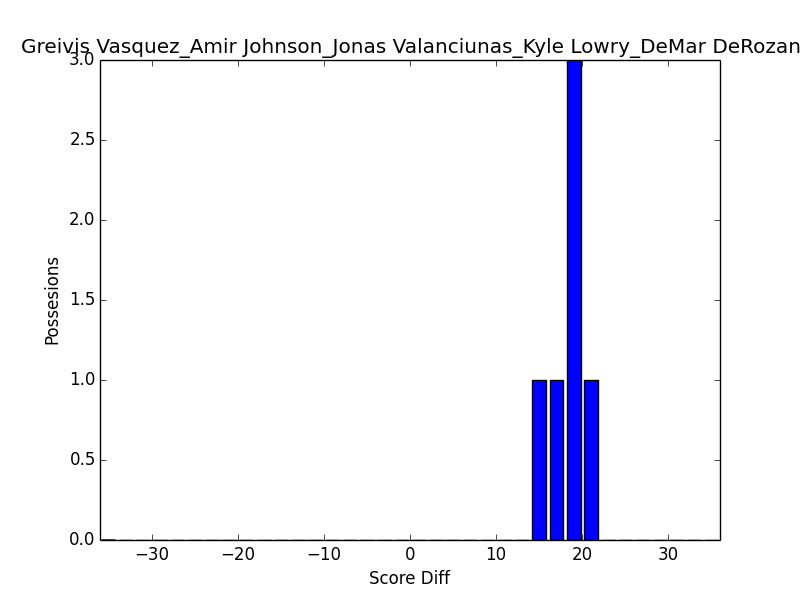 Greivis Vasquez_Amir Johnson_Jonas Valanciunas_Kyle Lowry_DeMar DeRozan
3.0
2.5
2.0
1.5
1.0
0.5
0.0
Possesions
−30 −20 −10 0 10 20 30
Score Diff